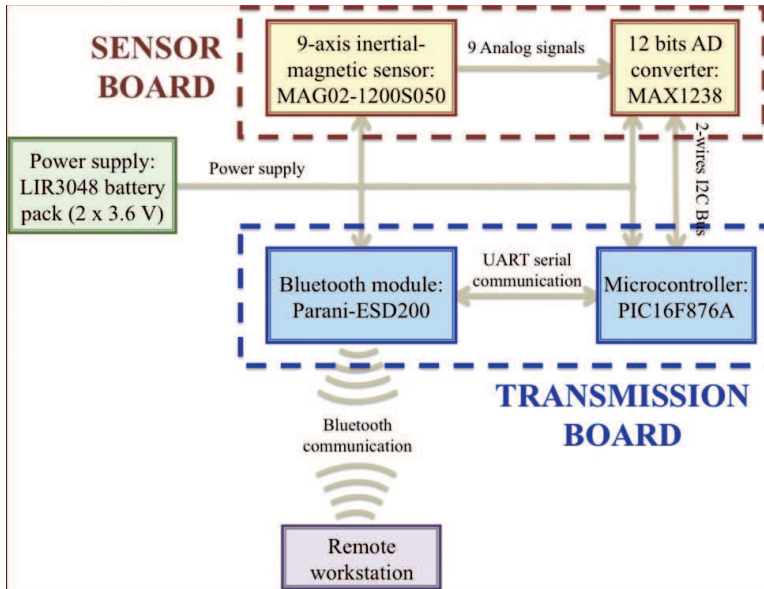 SENSOR
BOARD
9-axis inertial-
magnetic sensor:
MAG02-1200S050
9 Analog signals
12 bits AD
converter:
MAX1238
Power supply:
LIR3048 battery
pack (2 x 3.6 V)
Power supply
2-wires I2C Bus
Bluetooth module:
Parani-ESD200
UART serial
communication
Microcontroller:
PIC16F876A
TRANSMISSION
BOARD
Bluetooth
communication
Remote
workstation